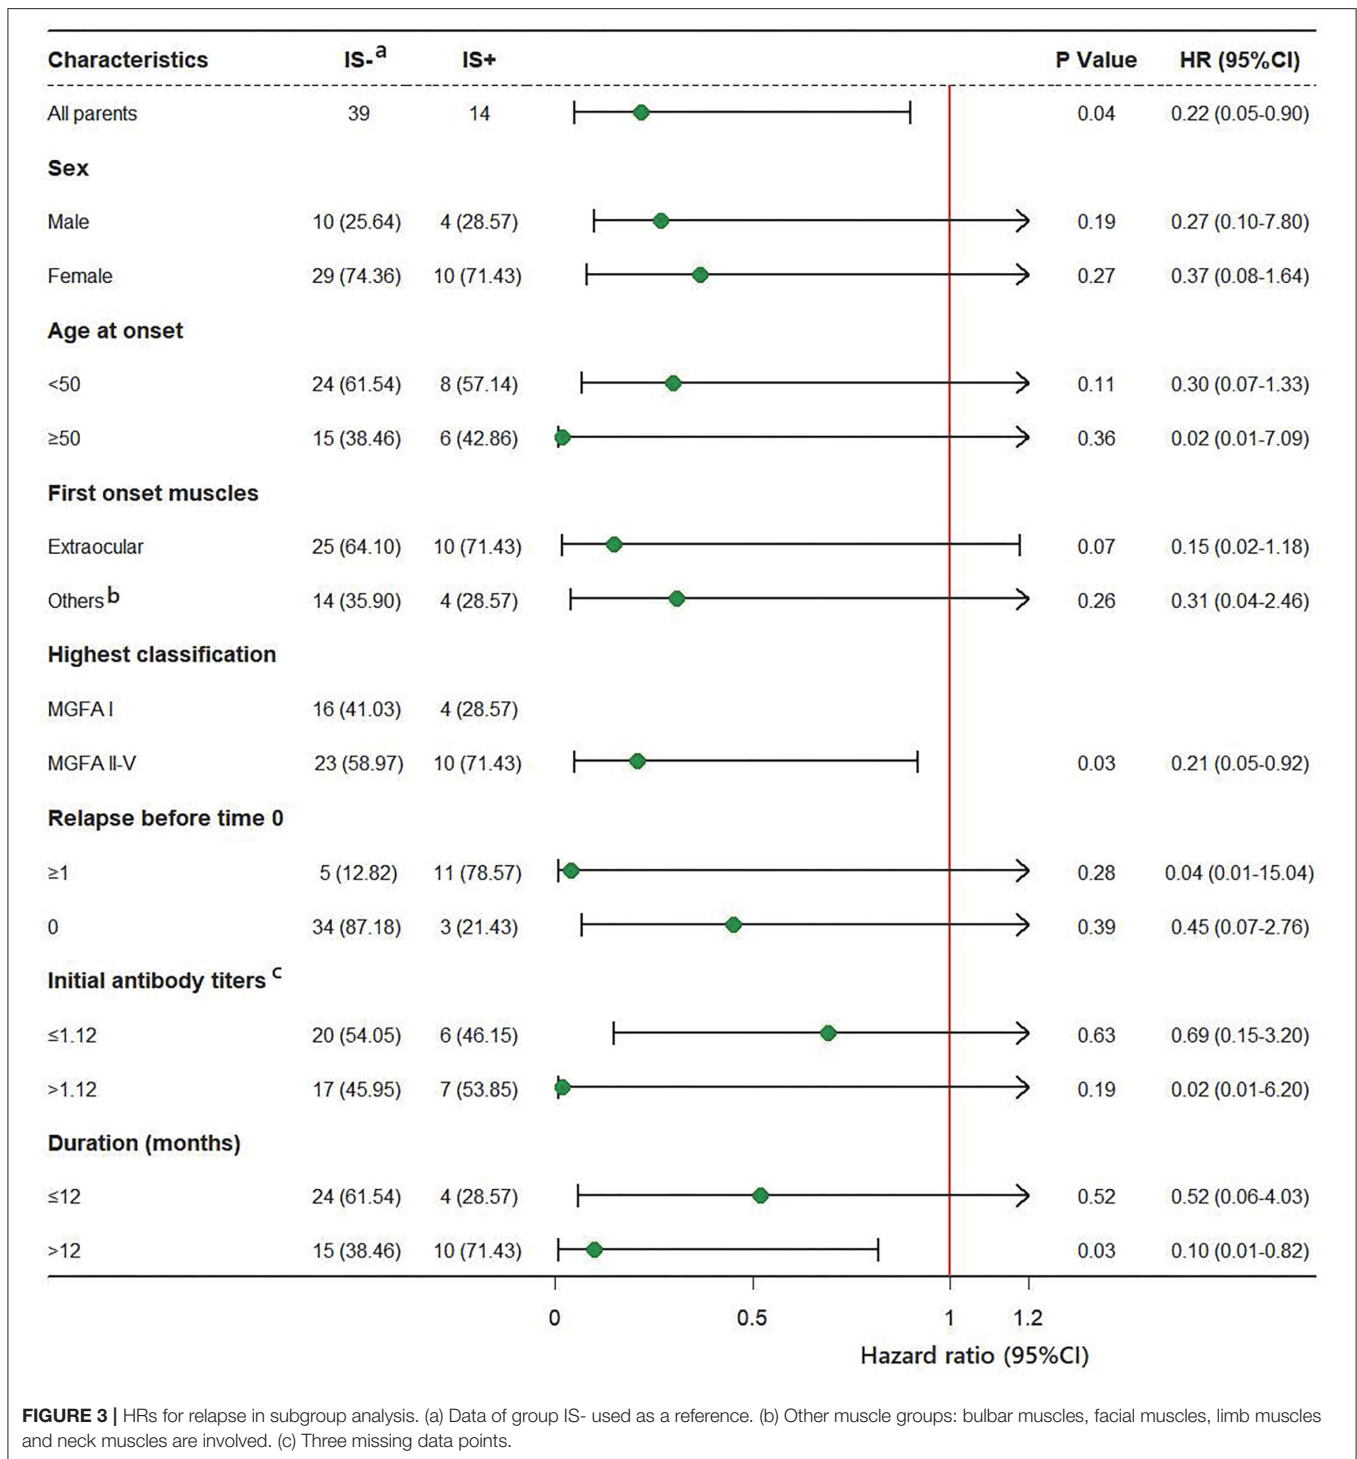 Characteristics IS-a IS+ P Value HR (95%CI)
All parents 39 14 0.04 0.22 (0.05-0.90)
Sex
Male 10 (25.64) 4 (28.57) 0.19 0.27 (0.10-7.80)
Female 29 (74.36) 10 (71.43) 0.27 0.37 (0.08-1.64)
Age at onset
<50 24 (61.54) 8 (57.14) 0.11 0.30 (0.07-1.33)
≥50 15 (38.46) 6 (42.86) 0.36 0.02 (0.01-7.09)
First onset muscles
Extraocular 25 (64.10) 10 (71.43) 0.07 0.15 (0.02-1.18)
Others b 14 (35.90) 4 (28.57) 0.26 0.31 (0.04-2.46)
Highest classification
MGFA I 16 (41.03) 4 (28.57)
MGFA II-V 23 (58.97) 10 (71.43) 0.03 0.21 (0.05-0.92)
Relapse before time 0
≥1 5 (12.82) 11 (78.57) 0.28 0.04 (0.01-15.04)
0 34 (87.18) 3 (21.43) 0.39 0.45 (0.07-2.76)
Initial antibody titers c
≤1.12 20 (54.05) 6 (46.15) 0.63 0.69 (0.15-3.20)
>1.12 17 (45.95) 7 (53.85) 0.19 0.02 (0.01-6.20)
Duration (months)
≤12 24 (61.54) 4 (28.57) 0.52 0.52 (0.06-4.03)
>12 15 (38.46) 10 (71.43) 0.03 0.10 (0.01-0.82)
0 0.5 1 1.2
Hazard ratio (95%CI)
FIGURE 3 | HRs for relapse in subgroup analysis. (a) Data of group IS- used as a reference. (b) Other muscle groups: bulbar muscles, facial muscles, limb muscles
and neck muscles are involved. (c) Three missing data points.